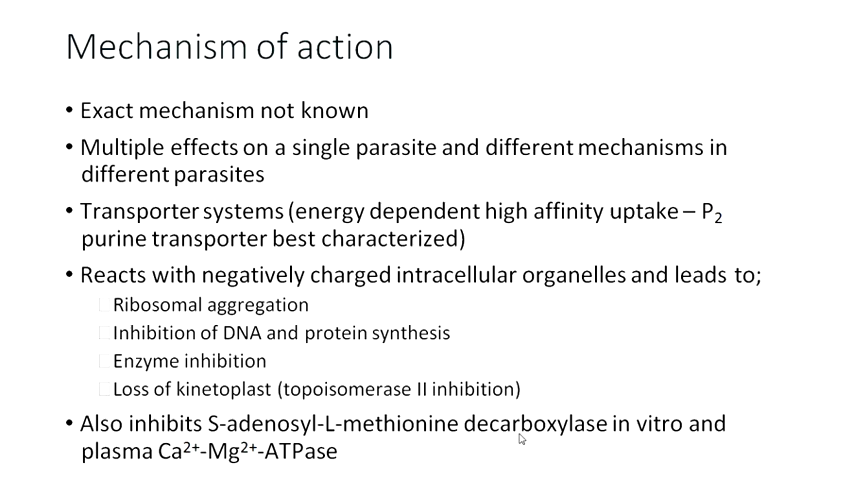 Mechanism of action
• Exact mechanism not known
• Multiple effects on a single parasite and different mechanisms in
different parasites
• Transporter systems (energy dependent high affinity uptake – P₂
purine transporter best characterized)
• Reacts with negatively charged intracellular organelles and leads to;
Ribosomal aggregation
Inhibition of DNA and protein synthesis
Enzyme inhibition
Loss of kinetoplast (topoisomerase II inhibition)
• Also inhibits S-adenosyl-L-methionine decarboxylase in vitro and
plasma Ca²⁺-Mg²⁺-ATPase